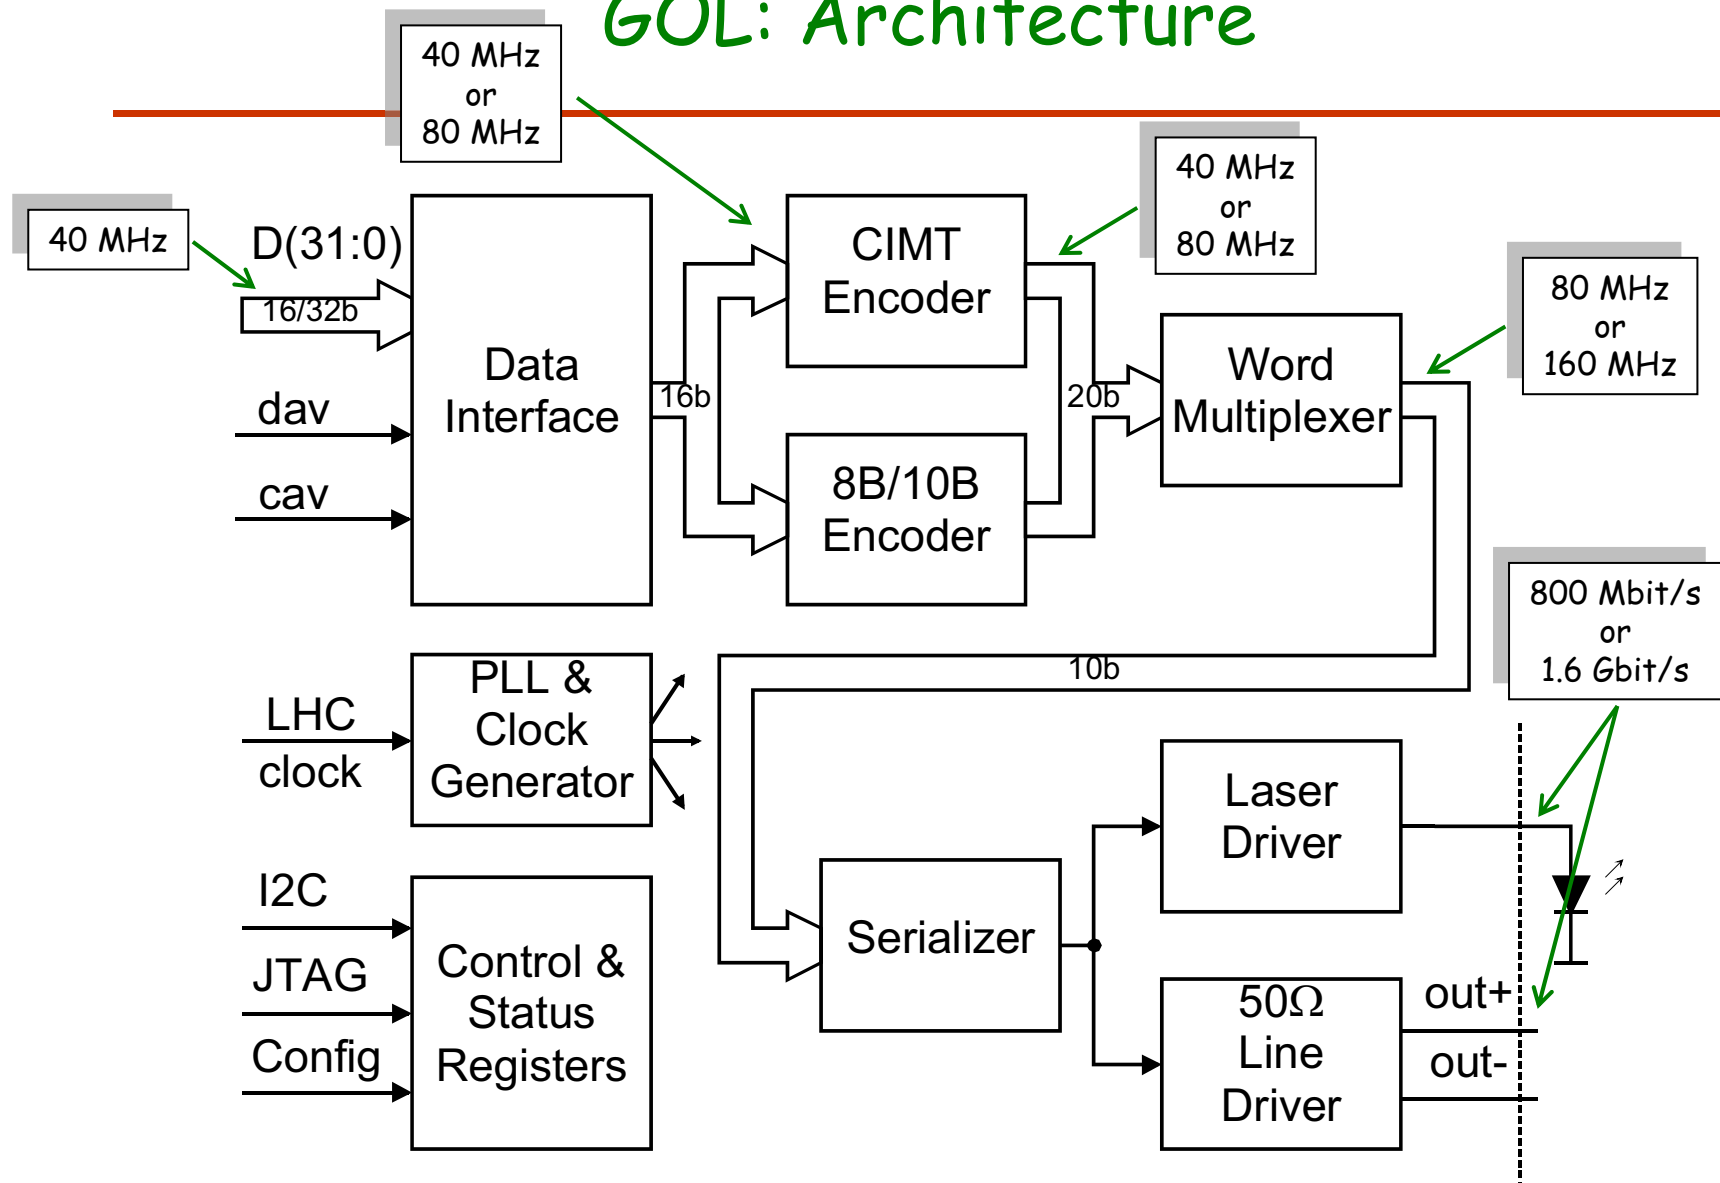 GOL: Architecture
40 MHz
or
80 MHz
40 MHz
or
80 MHz
40 MHz
D(31:0)
16/32b
dav
cav
Data
Interface
16b
CIMT
Encoder
8B/10B
Encoder
20b
Word
Multiplexer
80 MHz
or
160 MHz
800 Mbit/s
or
1.6 Gbit/s
10b
LHC
clock
PLL &
Clock
Generator
I2C
JTAG
Config
Control &
Status
Registers
Serializer
Laser
Driver
50Ω
Line
Driver
out+
out-